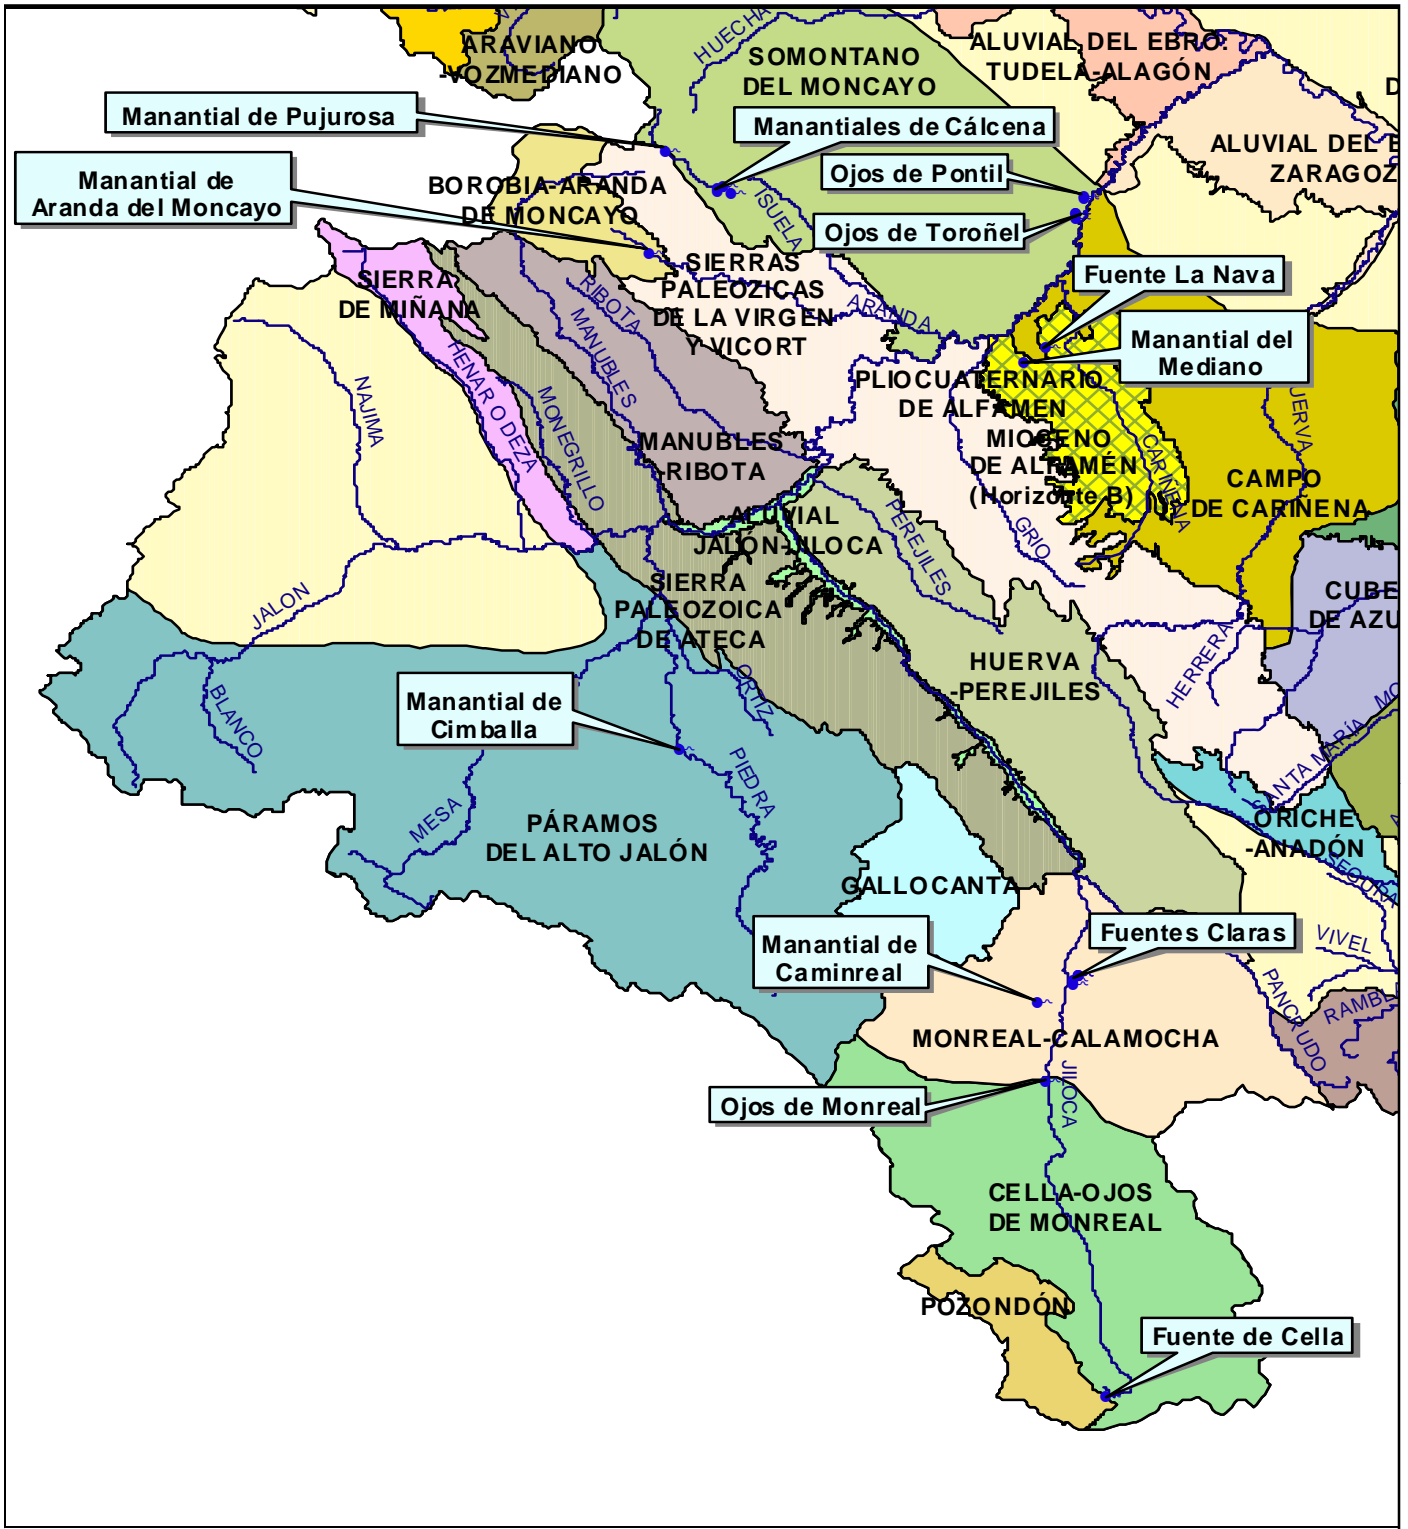 ARAVIANO
-VOZMEDIANO
HUECHA
SOMONTANO
DEL MONCAYO
ALUVIAL DEL EBRO:
TUDELA-ALAGÓN
D
Manantial de Pujurosa
Manantiales de Cálcena
ALUVIAL DEL E
ZARAGOZ
Ojos de Pontil
Manantial de
Aranda del Moncayo
BOROBIA-ARANDA
DE MONCAYO
ISUELA
Ojos de Toroñel
SIERRA
DE MIÑANA
SIERRAS
PALEOZICAS
DE LA VIRGEN
Y VICORT
Fuente La Nava
RIBOTA
MANUBLES
ARANDA
Manantial del
Mediano
HENAR O DEZA
NAJIMA
MONEGRILLO
PLIOCUATERNARIO
DE ALFAMEN
UERVA
MANUBLES
-RIBOTA
MIOCENO
DE ALFAMÉN
(Horizonte B)
CARIÑENA
CAMPO
DE CARIÑENA
ALUVIAL
JALÓN-JILOCA
PEREJILES
GRIO
JALON
SIERRA
PALEOZOICA
DE ATECA
CUBE
DE AZU
HUERVA
-PEREJILES
HERRERA
BLANCO
ORTIZ
Manantial de
Cimballa
PIEDRA
SANTA MARÍA
MO
MESA
PÁRAMOS
DEL ALTO JALÓN
ORICHE
-ANADÓN
A
SEGURA
GALLOCANTA
Manantial de
Caminreal
Fuentes Claras
VIVEL
PANCRUDO
RAMBLA
MONREAL-CALAMOCHA
JILOCA
Ojos de Monreal
CELLA-OJOS
DE MONREAL
POZONDÓN
Fuente de Cella